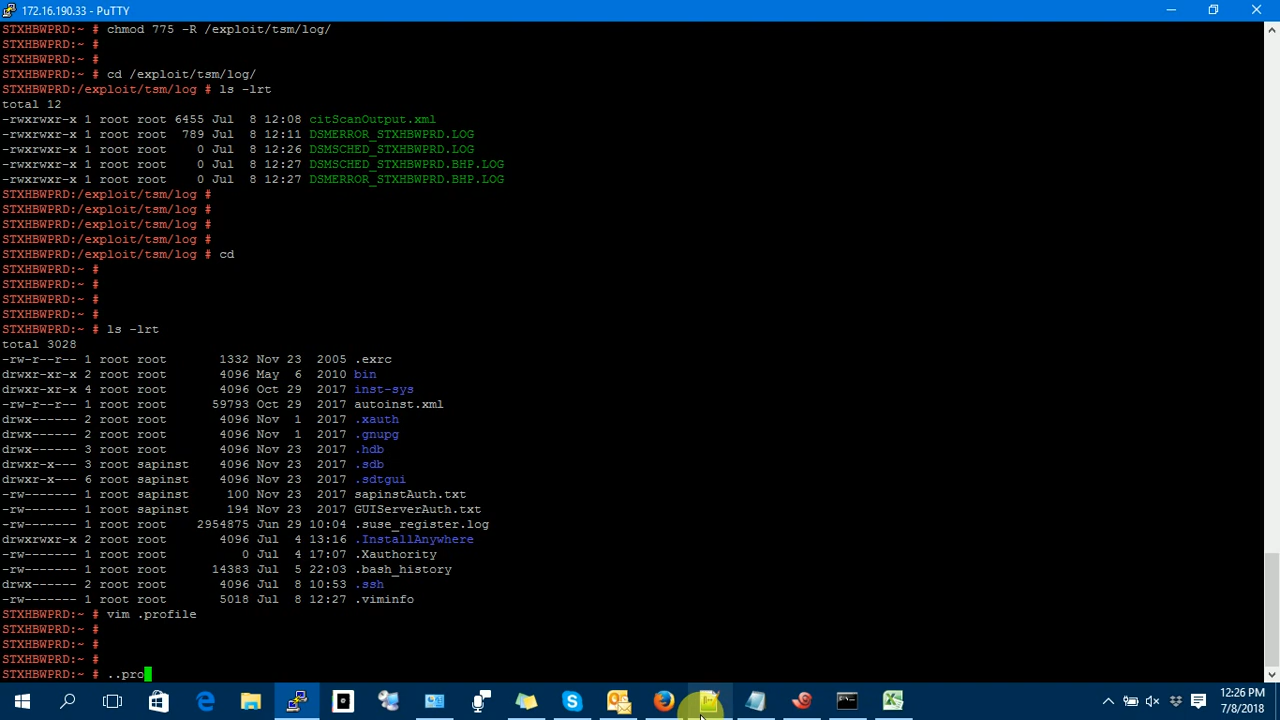 172.16.190.33 - PuTTY
STXHBWPRD:~ # chmod 775 -R /exploit/tsm/log/
STXHBWPRD:~ #
STXHBWPRD:~ #
STXHBWPRD:~ # cd /exploit/tsm/log/
STXHBWPRD:/exploit/tsm/log # ls -lrt
total 12
-rwxrwxr-x 1 root root 6455 Jul  8 12:08 citScanOutput.xml
-rwxrwxr-x 1 root root  789 Jul  8 12:11 DSMERROR_STXHBWPRD.LOG
-rwxrwxr-x 1 root root    0 Jul  8 12:26 DSMSCHED_STXHBWPRD.LOG
-rwxrwxr-x 1 root root    0 Jul  8 12:27 DSMSCHED_STXHBWPRD.BHP.LOG
-rwxrwxr-x 1 root root    0 Jul  8 12:27 DSMERROR_STXHBWPRD.BHP.LOG
STXHBWPRD:/exploit/tsm/log #
STXHBWPRD:/exploit/tsm/log #
STXHBWPRD:/exploit/tsm/log #
STXHBWPRD:/exploit/tsm/log #
STXHBWPRD:/exploit/tsm/log # cd
STXHBWPRD:~ #
STXHBWPRD:~ #
STXHBWPRD:~ #
STXHBWPRD:~ #
STXHBWPRD:~ # ls -lrt
total 3028
-rw-r--r-- 1 root root       1332 Nov 23  2005 .exrc
drwxr-xr-x 2 root root       4096 May  6  2010 bin
drwxr-xr-x 4 root root       4096 Oct 29  2017 inst-sys
-rw-r--r-- 1 root root      59793 Oct 29  2017 autoinst.xml
drwx------ 2 root root       4096 Nov  1  2017 .xauth
drwx------ 2 root root       4096 Nov  1  2017 .gnupg
drwx------ 3 root root       4096 Nov 23  2017 .hdb
drwxr-x--- 3 root sapinst    4096 Nov 23  2017 .sdb
drwxr-x--- 6 root sapinst    4096 Nov 23  2017 .sdtgui
-rw------- 1 root sapinst     100 Nov 23  2017 sapinstAuth.txt
-rw------- 1 root sapinst     194 Nov 23  2017 GUIServerAuth.txt
-rw------- 1 root root    2954875 Jun 29 10:04 .suse_register.log
drwxrwxr-x 2 root root       4096 Jul  4 13:16 .InstallAnywhere
-rw------- 1 root root          0 Jul  4 17:07 .Xauthority
-rw------- 1 root root      14383 Jul  5 22:03 .bash_history
drwx------ 2 root root       4096 Jul  8 10:53 .ssh
-rw------- 1 root root       5018 Jul  8 12:27 .viminfo
STXHBWPRD:~ # vim .profile
STXHBWPRD:~ #
STXHBWPRD:~ #
STXHBWPRD:~ #
STXHBWPRD:~ # ..pro
12:26 PM
7/8/2018